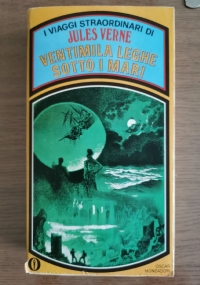 I VIAGGI STRAORDINARI DI
JULES VERNE
VENTIMILA LEGHE
SOTTO I MARI
OSCAR
MONDADORI